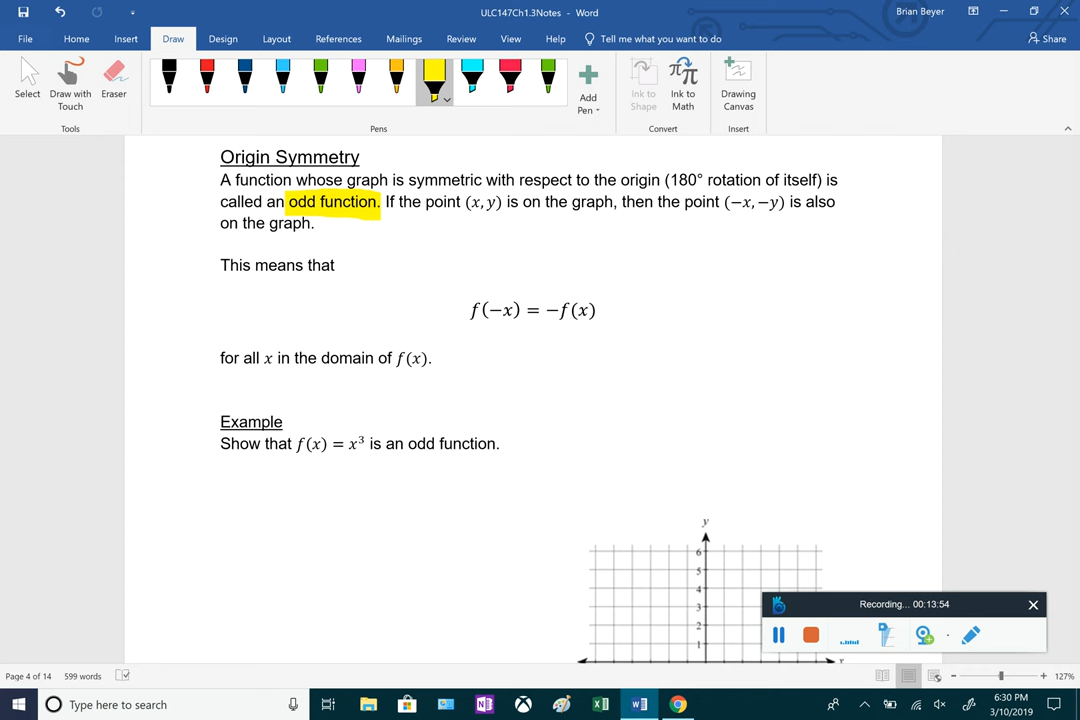 ULC147Ch1.3Notes - Word
Brian Beyer
File Home Insert Draw Design Layout References Mailings Review View Help Tell me what you want to do Share
Select Draw with Touch Eraser
Add Pen
Ink to Shape Ink to Math Drawing Canvas
Tools Pens Convert Insert
Origin Symmetry
A function whose graph is symmetric with respect to the origin (180° rotation of itself) is
called an odd function. If the point (x, y) is on the graph, then the point (−x, −y) is also
on the graph.
This means that
f(−x) = −f(x)
for all x in the domain of f(x).
Example
Show that f(x) = x³ is an odd function.
y
6
5
4
3
2
1
x
Recording... 00:13:54
Page 4 of 14 599 words 127%
Type here to search
6:30 PM
3/10/2019